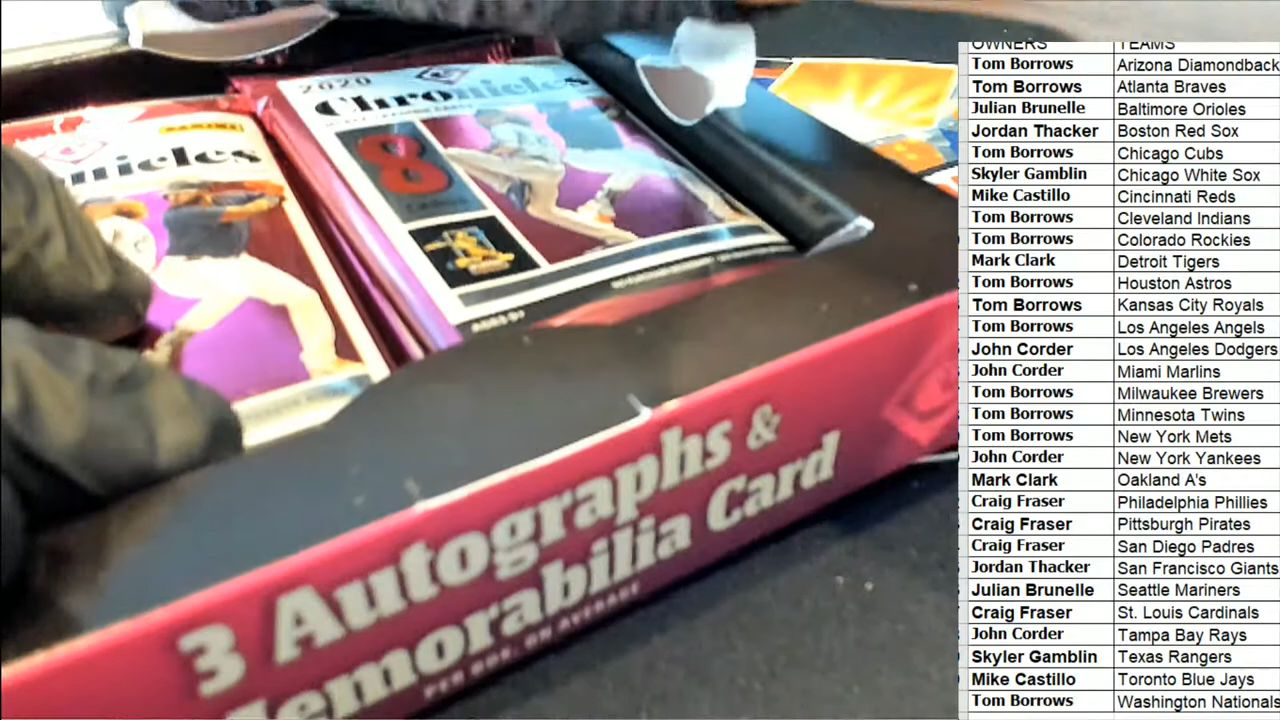 2020
Chronicles
PANINI
nicles
8
AGES 9+
3 Autographs &
Memorabilia Card
PER BOX, ON AVERAGE
OWNERS TEAMS
Tom Borrows Arizona Diamondback
Tom Borrows Atlanta Braves
Julian Brunelle Baltimore Orioles
Jordan Thacker Boston Red Sox
Tom Borrows Chicago Cubs
Skyler Gamblin Chicago White Sox
Mike Castillo Cincinnati Reds
Tom Borrows Cleveland Indians
Tom Borrows Colorado Rockies
Mark Clark Detroit Tigers
Tom Borrows Houston Astros
Tom Borrows Kansas City Royals
Tom Borrows Los Angeles Angels
John Corder Los Angeles Dodgers
John Corder Miami Marlins
Tom Borrows Milwaukee Brewers
Tom Borrows Minnesota Twins
Tom Borrows New York Mets
John Corder New York Yankees
Mark Clark Oakland A's
Craig Fraser Philadelphia Phillies
Craig Fraser Pittsburgh Pirates
Craig Fraser San Diego Padres
Jordan Thacker San Francisco Giants
Julian Brunelle Seattle Mariners
Craig Fraser St. Louis Cardinals
John Corder Tampa Bay Rays
Skyler Gamblin Texas Rangers
Mike Castillo Toronto Blue Jays
Tom Borrows Washington Nationals